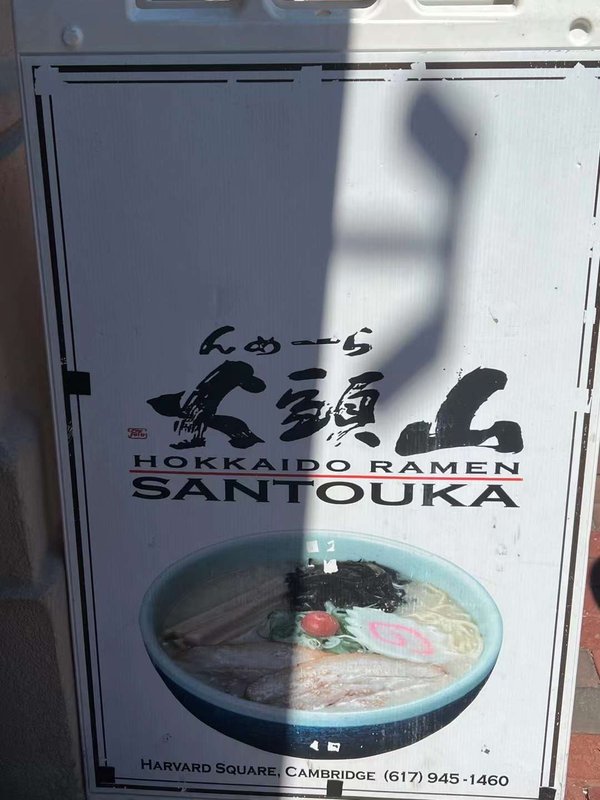 らーめん
山頭火
HOKKAIDO RAMEN
SANTOUKA
HARVARD SQUARE, CAMBRIDGE (617) 945-1460